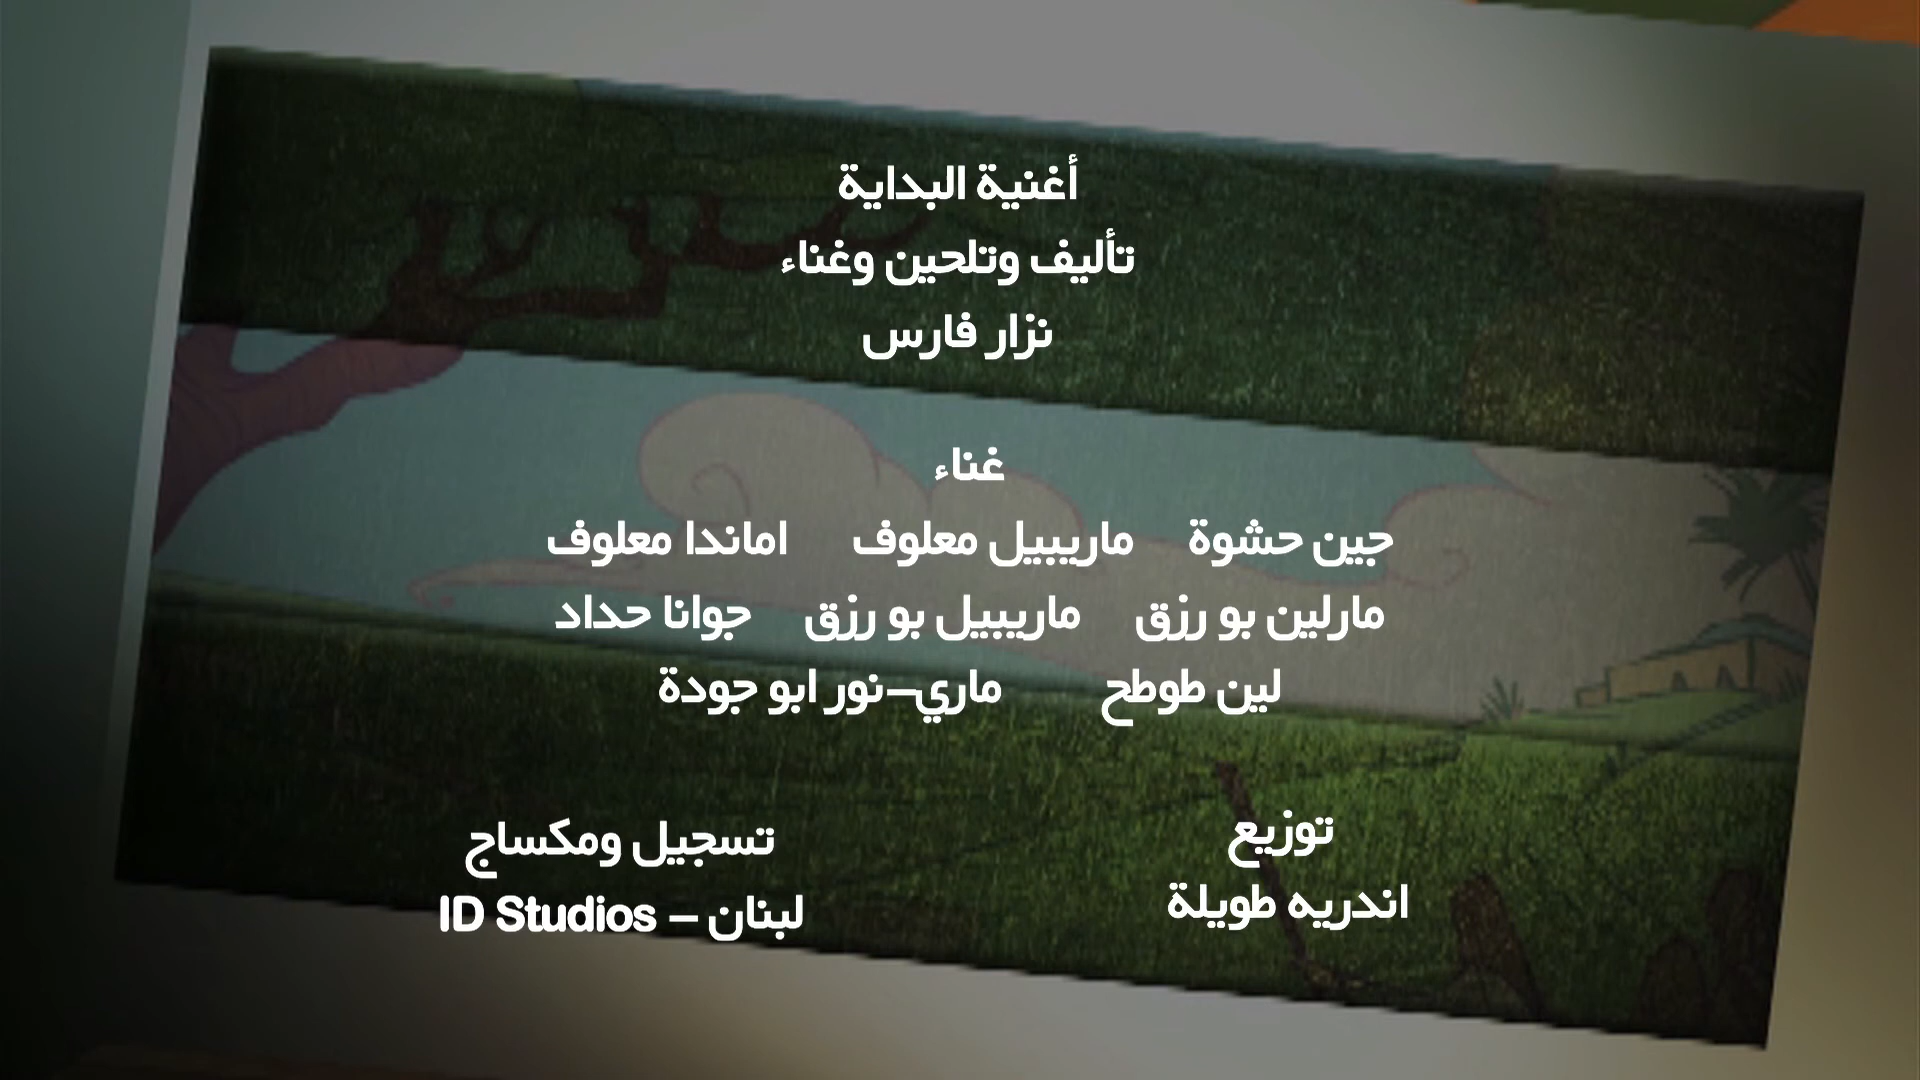 أغنية البداية
تأليف وتلحين وغناء
نزار فارس
غناء
جين حشوة ماريبيل معلوف اماندا معلوف
مارلين بو رزق ماريبيل بو رزق جوانا حداد
لين طوطح ماري–نور ابو جودة
توزيع
اندريه طويلة
تسجيل ومكساج
لبنان – ID Studios